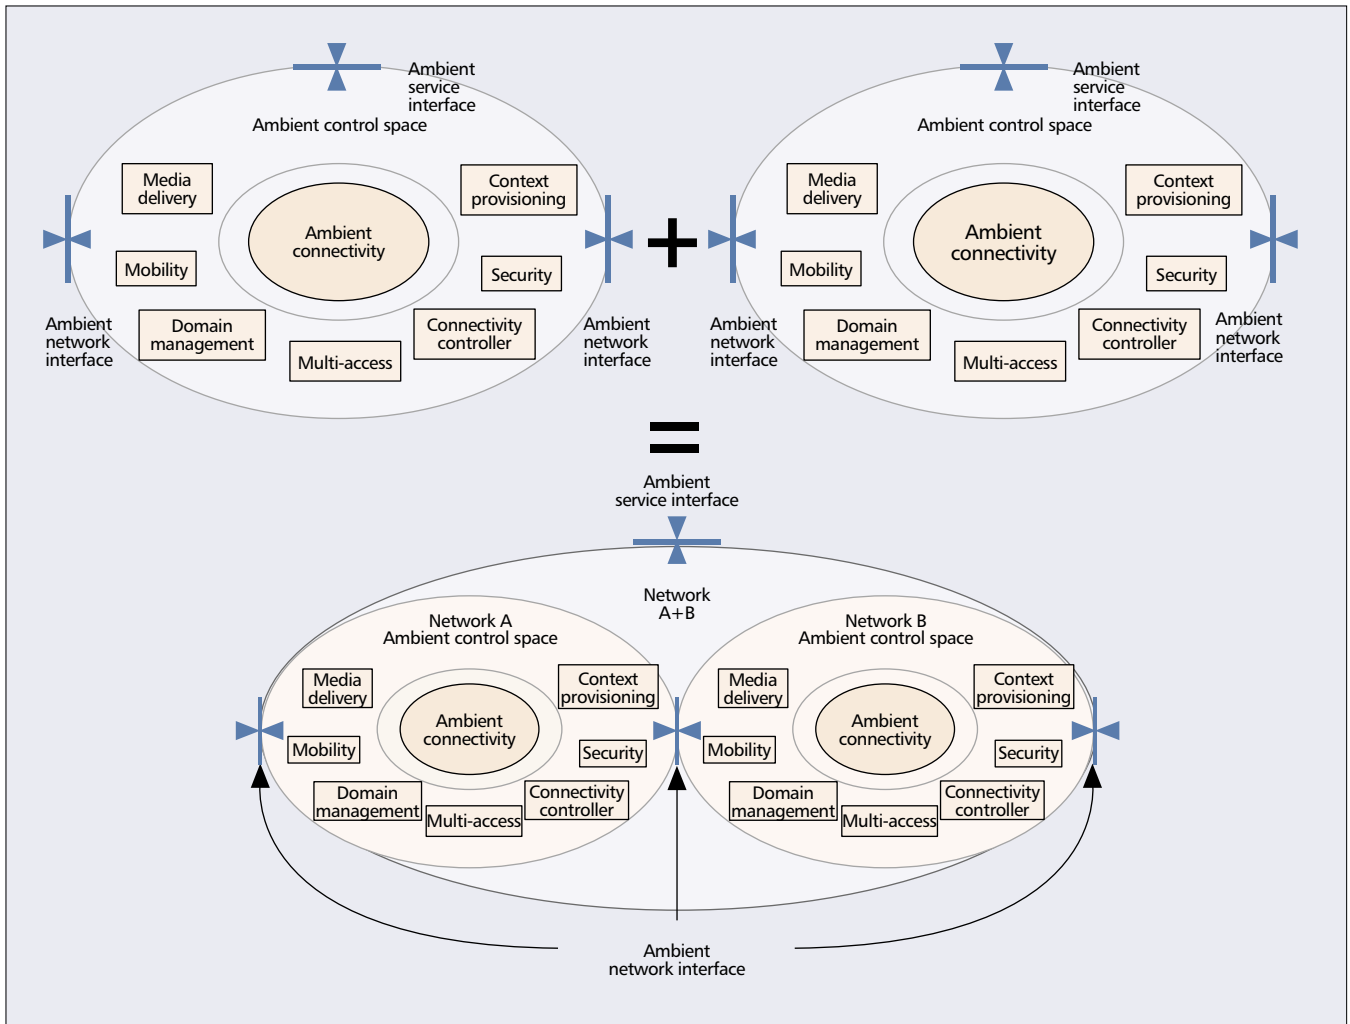 Ambient
service
interface
Ambient control space
Media
delivery
Context
provisioning
Ambient
connectivity
Mobility
Security
Ambient
network
interface
Domain
management
Multi-access
Connectivity
controller
Ambient
network
interface
+
Ambient
service
interface
Ambient control space
Media
delivery
Context
provisioning
Ambient
connectivity
Mobility
Security
Ambient
network
interface
Domain
management
Multi-access
Connectivity
controller
Ambient
network
interface
=
Ambient
service interface
Network
A+B
Network A
Ambient control space
Media
delivery
Context
provisioning
Ambient
connectivity
Mobility
Security
Domain
management
Multi-access
Connectivity
controller
Network B
Ambient control space
Media
delivery
Context
provisioning
Ambient
connectivity
Mobility
Security
Domain
management
Multi-access
Connectivity
controller
Ambient
network interface